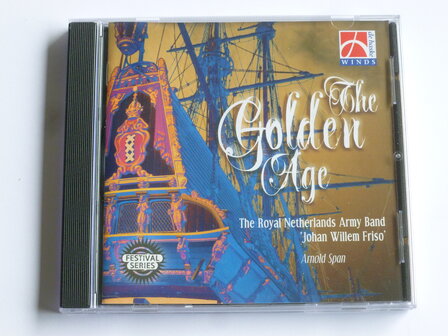 de haske
WINDS
The
Golden
Age
The Royal Netherlands Army Band
'Johan Willem Friso'
Arnold Span
FESTIVAL
SERIES